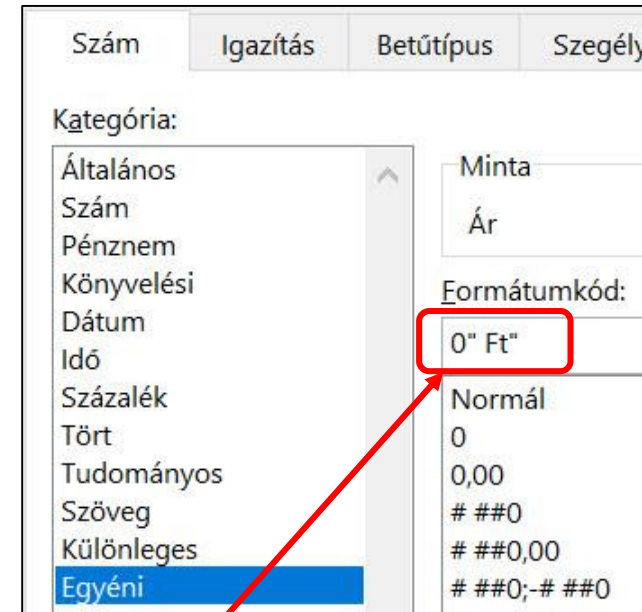 Szám Igazítás Betűtípus Szegély
Kategória:
Általános
Szám
Pénznem
Könyvelési
Dátum
Idő
Százalék
Tört
Tudományos
Szöveg
Különleges
Egyéni
Minta
Ár
Formátumkód:
0" Ft"
Normál
0
0,00
# ##0
# ##0,00
# ##0;-# ##0